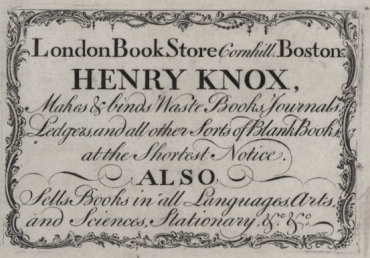 London Book Store Cornhill, Boston.
HENRY KNOX,
Makes & binds Waste Books, Journals,
Ledgers, and all other Sorts of Blank Books
at the Shortest Notice.
ALSO
Sells Books in all Languages, Arts,
and Sciences, Stationary, &c. &c.